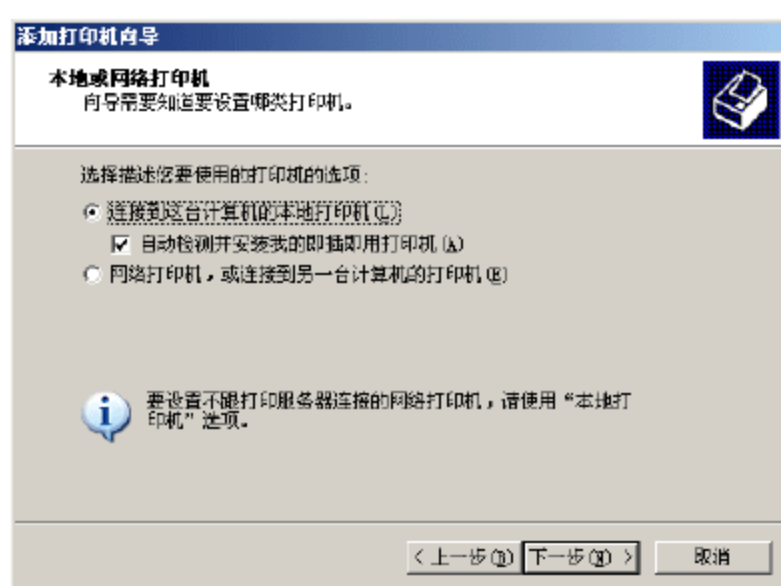 添加打印机向导
本地或网络打印机
向导需要知道要设置哪类打印机。
选择描述您要使用的打印机的选项:
连接到这台计算机的本地打印机(L)
自动检测并安装我的即插即用打印机(A)
网络打印机,或连接到另一台计算机的打印机(E)
要设置不跟打印服务器连接的网络打印机,请使用“本地打
印机”选项。
<上一步(B) 下一步(N)> 取消